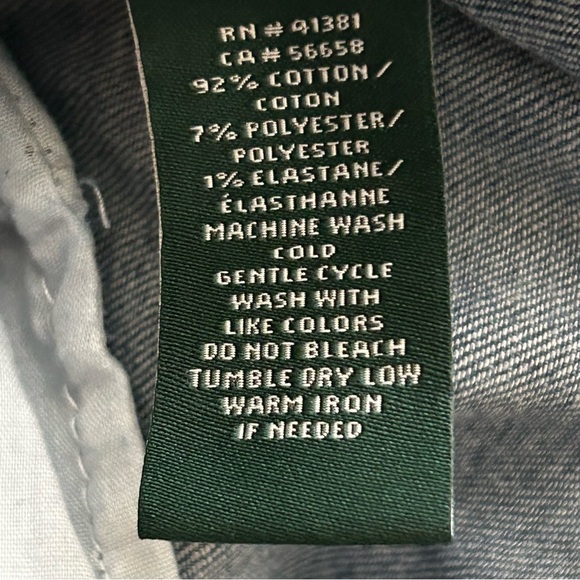 RN # 41381
CA # 56658
92% COTTON /
COTON
7% POLYESTER/
POLYESTER
1% ELASTANE/
ÉLASTHANNE
MACHINE WASH
COLD
GENTLE CYCLE
WASH WITH
LIKE COLORS
DO NOT BLEACH
TUMBLE DRY LOW
WARM IRON
IF NEEDED